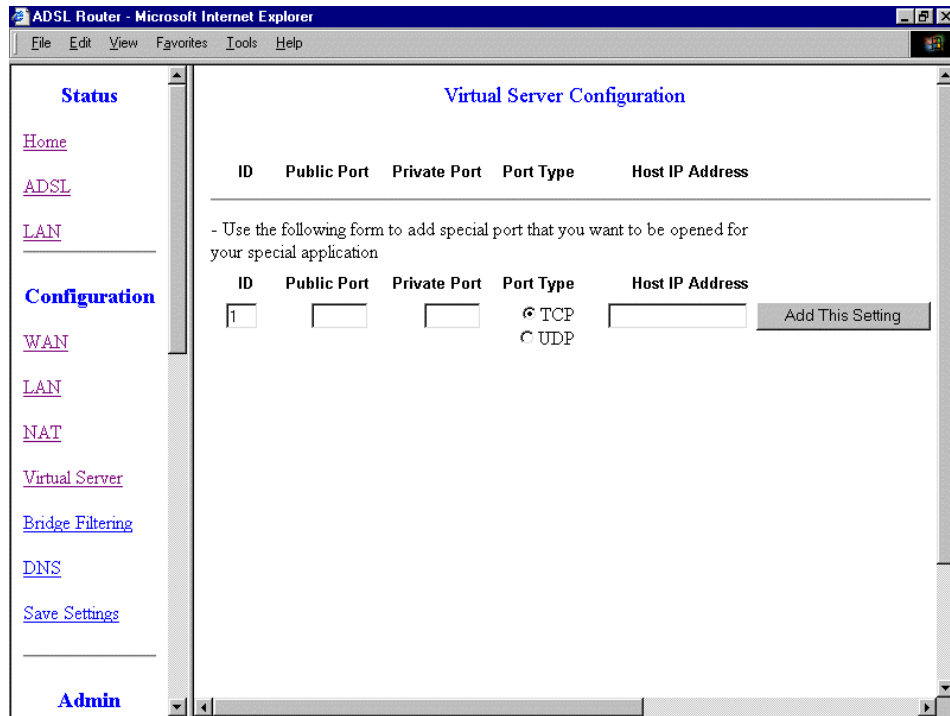 ADSL Router - Microsoft Internet Explorer
File Edit View Favorites Tools Help
Status
Home
ADSL
LAN
Configuration
WAN
LAN
NAT
Virtual Server
Bridge Filtering
DNS
Save Settings
Admin
Virtual Server Configuration
ID Public Port Private Port Port Type Host IP Address
- Use the following form to add special port that you want to be opened for
your special application
ID Public Port Private Port Port Type Host IP Address
1 TCP Add This Setting
UDP